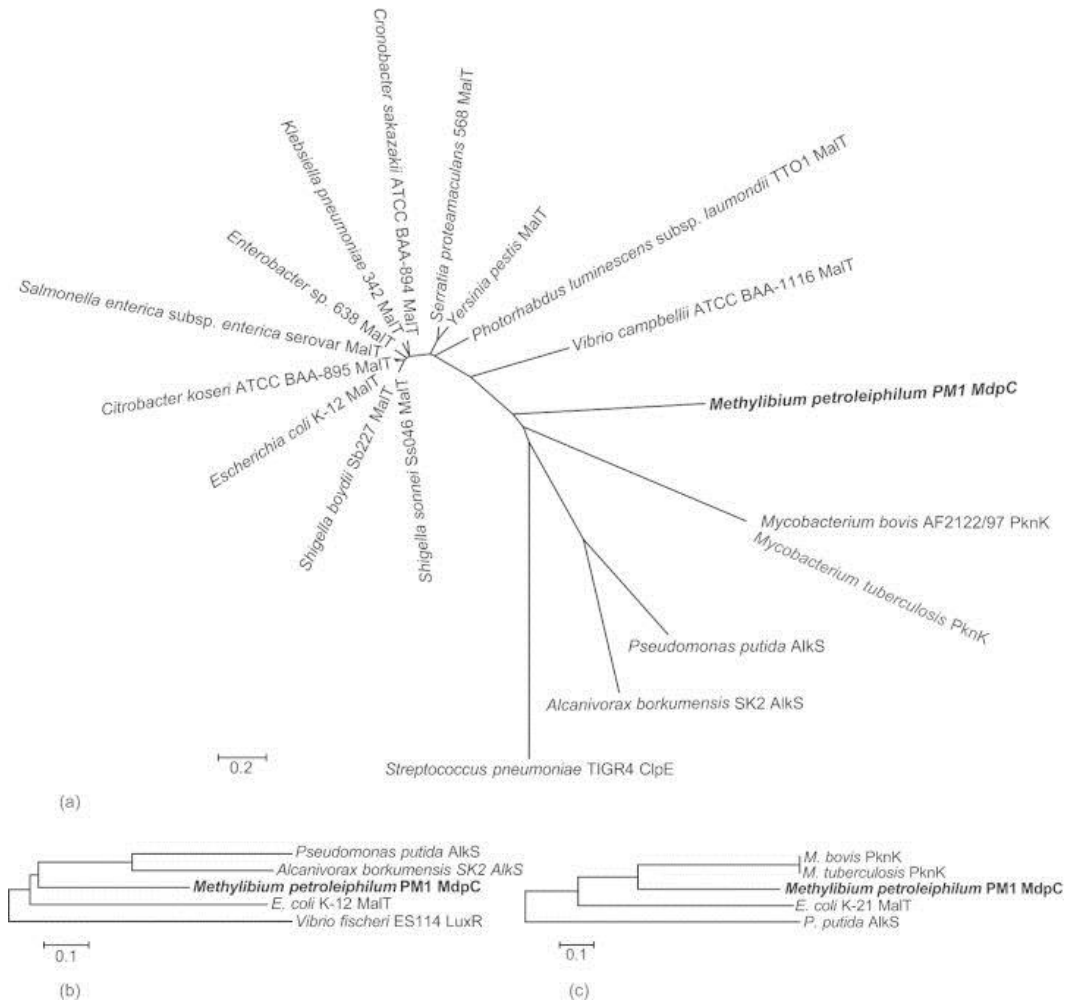 Cronobacter sakazakii ATCC BAA-894 MalT
Serratia proteamaculans 568 MalT
Klebsiella pneumoniae 342 MalT
Yersinia pestis MalT
Photorhabdus luminescens subsp. laumondii TTO1 MalT
Enterobacter sp. 638 MalT
Salmonella enterica subsp. enterica serovar MalT
Vibrio campbellii ATCC BAA-1116 MalT
Citrobacter koseri ATCC BAA-895 MalT
Escherichia coli K-12 MalT
Shigella boydii Sb227 MalT
Shigella sonnei Ss046 MalT
Methylibium petroleiphilum PM1 MdpC
Mycobacterium bovis AF2122/97 PknK
Mycobacterium tuberculosis PknK
Pseudomonas putida AlkS
Alcanivorax borkumensis SK2 AlkS
Streptococcus pneumoniae TIGR4 ClpE
0.2
(a)
Pseudomonas putida AlkS
Alcanivorax borkumensis SK2 AlkS
Methylibium petroleiphilum PM1 MdpC
E. coli K-12 MalT
Vibrio fischeri ES114 LuxR
0.1
(b)
M. bovis PknK
M. tuberculosis PknK
Methylibium petroleiphilum PM1 MdpC
E. coli K-21 MalT
P. putida AlkS
0.1
(c)